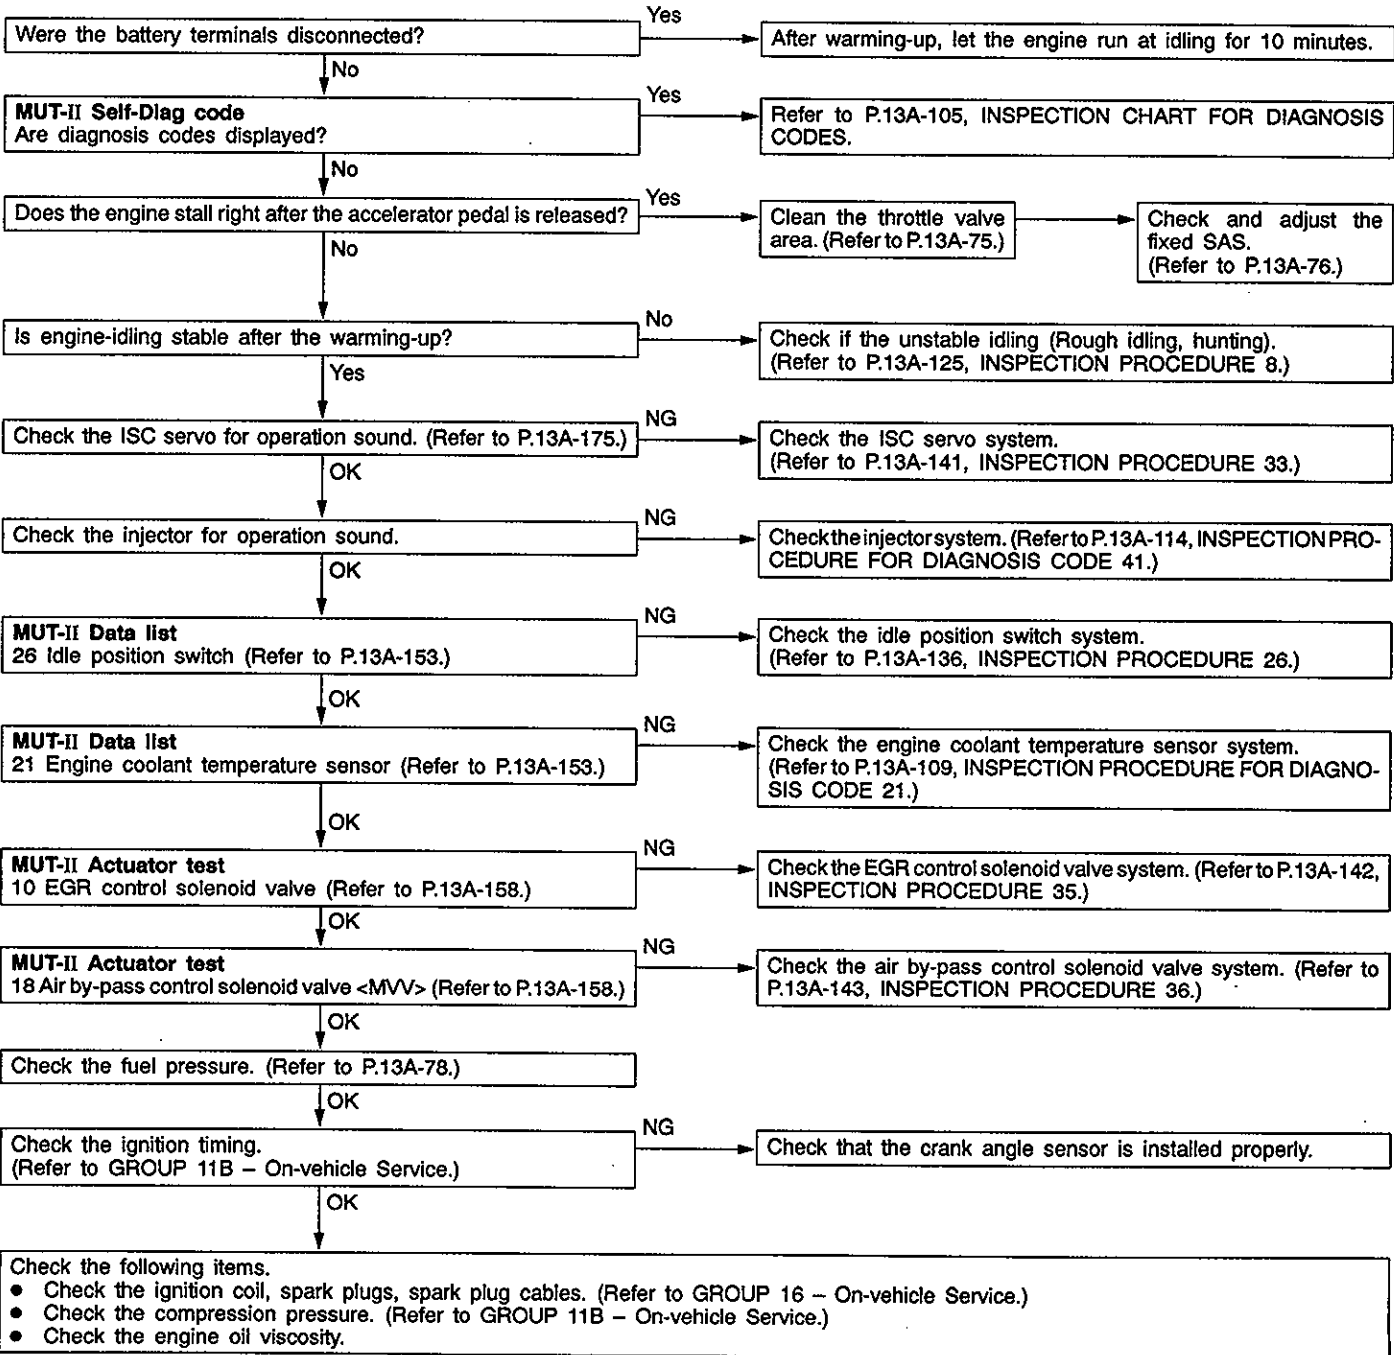 Were the battery terminals disconnected?
Yes
After warming-up, let the engine run at idling for 10 minutes.
No
MUT-II Self-Diag code
Are diagnosis codes displayed?
Yes
Refer to P.13A-105, INSPECTION CHART FOR DIAGNOSIS
CODES.
No
Does the engine stall right after the accelerator pedal is released?
Yes
Clean the throttle valve
area. (Refer to P.13A-75.)
Check and adjust the
fixed SAS.
(Refer to P.13A-76.)
No
Is engine-idling stable after the warming-up?
No
Check if the unstable idling (Rough idling, hunting).
(Refer to P.13A-125, INSPECTION PROCEDURE 8.)
Yes
Check the ISC servo for operation sound. (Refer to P.13A-175.)
NG
Check the ISC servo system.
(Refer to P.13A-141, INSPECTION PROCEDURE 33.)
OK
Check the injector for operation sound.
NG
Check the injector system. (Refer to P.13A-114, INSPECTION PRO-
CEDURE FOR DIAGNOSIS CODE 41.)
OK
MUT-II Data list
26 Idle position switch (Refer to P.13A-153.)
NG
Check the idle position switch system.
(Refer to P.13A-136, INSPECTION PROCEDURE 26.)
OK
MUT-II Data list
21 Engine coolant temperature sensor (Refer to P.13A-153.)
NG
Check the engine coolant temperature sensor system.
(Refer to P.13A-109, INSPECTION PROCEDURE FOR DIAGNO-
SIS CODE 21.)
OK
MUT-II Actuator test
10 EGR control solenoid valve (Refer to P.13A-158.)
NG
Check the EGR control solenoid valve system. (Refer to P.13A-142,
INSPECTION PROCEDURE 35.)
OK
MUT-II Actuator test
18 Air by-pass control solenoid valve <MVV> (Refer to P.13A-158.)
NG
Check the air by-pass control solenoid valve system. (Refer to
P.13A-143, INSPECTION PROCEDURE 36.)
OK
Check the fuel pressure. (Refer to P.13A-78.)
OK
Check the ignition timing.
(Refer to GROUP 11B – On-vehicle Service.)
NG
Check that the crank angle sensor is installed properly.
OK
Check the following items.
● Check the ignition coil, spark plugs, spark plug cables. (Refer to GROUP 16 – On-vehicle Service.)
● Check the compression pressure. (Refer to GROUP 11B – On-vehicle Service.)
● Check the engine oil viscosity.